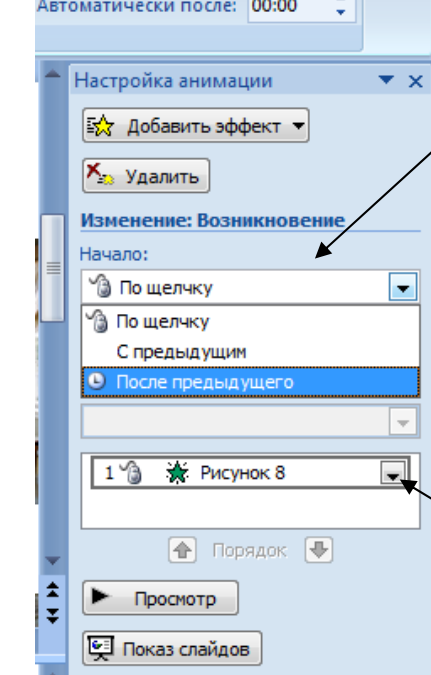 Автоматически после: 00:00
Настройка анимации
Добавить эффект
Удалить
Изменение: Возникновение
Начало:
По щелчку
По щелчку
С предыдущим
После предыдущего
1 Рисунок 8
Порядок
Просмотр
Показ слайдов